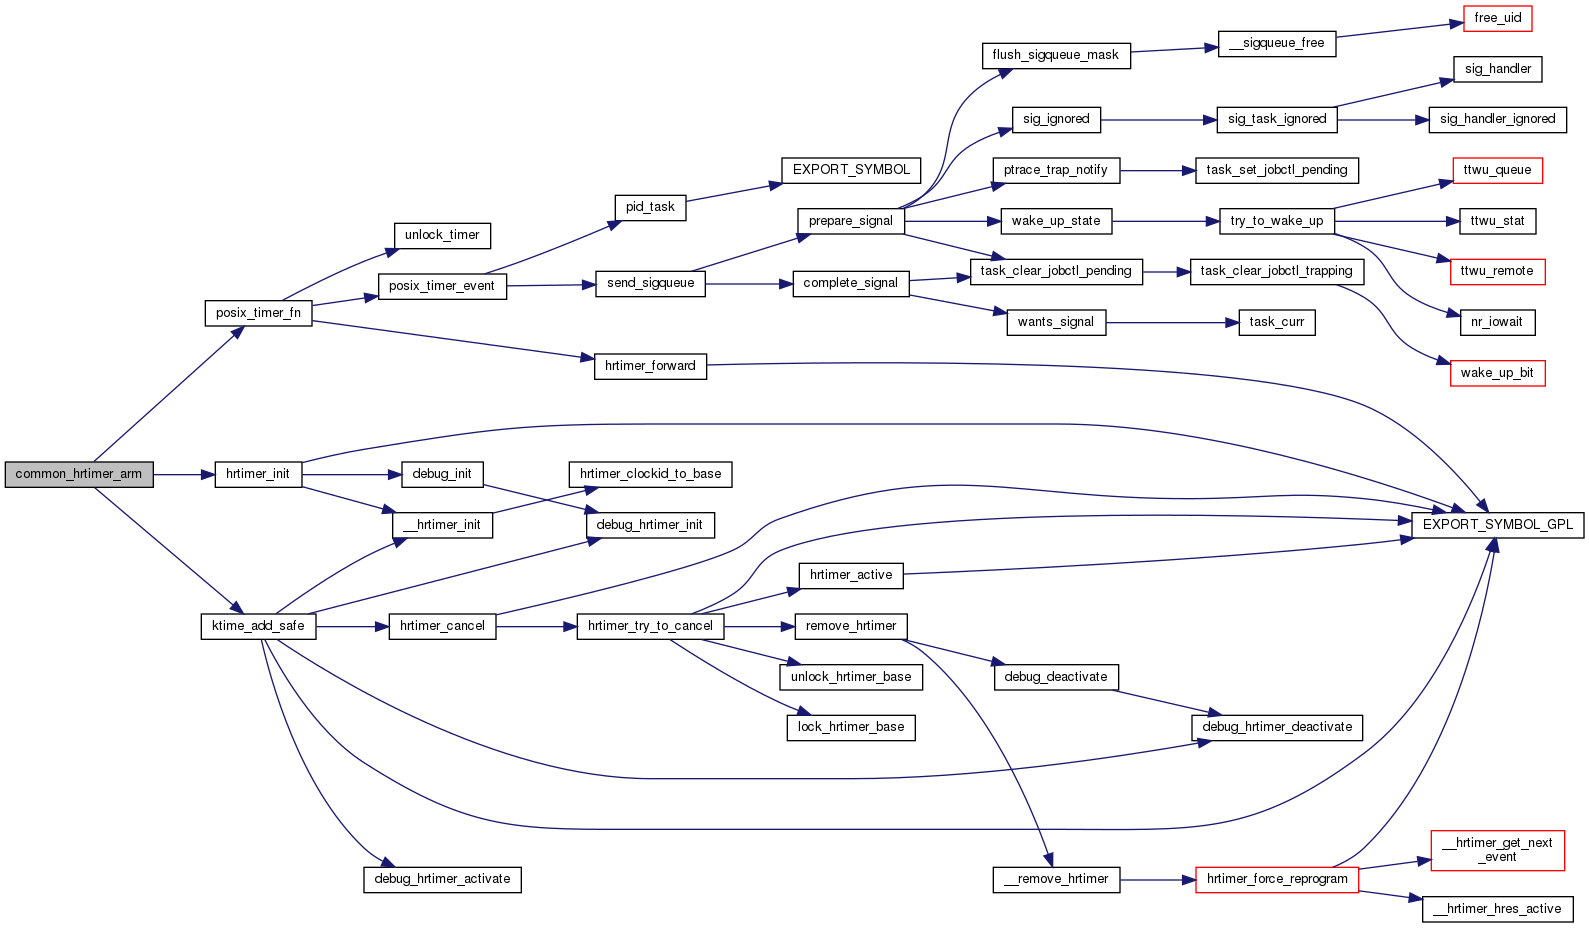 free_uid
flush_sigqueue_mask
__sigqueue_free
sig_handler
sig_ignored
sig_task_ignored
sig_handler_ignored
EXPORT_SYMBOL
ptrace_trap_notify
task_set_jobctl_pending
ttwu_queue
pid_task
prepare_signal
wake_up_state
try_to_wake_up
ttwu_stat
unlock_timer
task_clear_jobctl_pending
task_clear_jobctl_trapping
ttwu_remote
posix_timer_event
send_sigqueue
complete_signal
posix_timer_fn
wants_signal
task_curr
nr_iowait
hrtimer_forward
wake_up_bit
common_hrtimer_arm
hrtimer_init
debug_init
hrtimer_clockid_to_base
__hrtimer_init
debug_hrtimer_init
EXPORT_SYMBOL_GPL
hrtimer_active
ktime_add_safe
hrtimer_cancel
hrtimer_try_to_cancel
remove_hrtimer
unlock_hrtimer_base
debug_deactivate
lock_hrtimer_base
debug_hrtimer_deactivate
__hrtimer_get_next
_event
debug_hrtimer_activate
__remove_hrtimer
hrtimer_force_reprogram
__hrtimer_hres_active